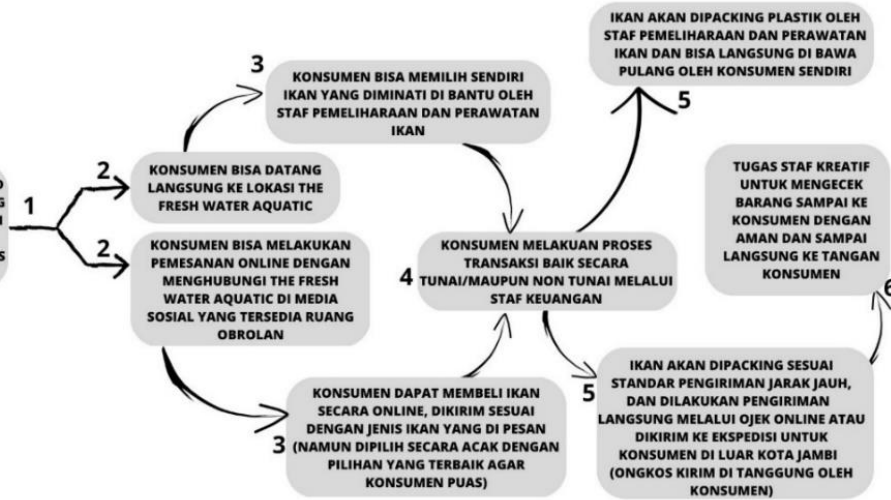 1
2
KONSUMEN BISA DATANG
LANGSUNG KE LOKASI THE
FRESH WATER AQUATIC
3
KONSUMEN BISA MEMILIH SENDIRI
IKAN YANG DIMINATI DI BANTU OLEH
STAF PEMELIHARAAN DAN PERAWATAN
IKAN
2
KONSUMEN BISA MELAKUKAN
PEMESANAN ONLINE DENGAN
MENGHUBUNGI THE FRESH
WATER AQUATIC DI MEDIA
SOSIAL YANG TERSEDIA RUANG
OBROLAN
3
KONSUMEN DAPAT MEMBELI IKAN
SECARA ONLINE, DIKIRIM SESUAI
DENGAN JENIS IKAN YANG DI PESAN
(NAMUN DIPILIH SECARA ACAK DENGAN
PILIHAN YANG TERBAIK AGAR
KONSUMEN PUAS)
4
KONSUMEN MELAKUAN PROSES
TRANSAKSI BAIK SECARA
TUNAI/MAUPUN NON TUNAI MELALUI
STAF KEUANGAN
5
IKAN AKAN DIPACKING PLASTIK OLEH
STAF PEMELIHARAAN DAN PERAWATAN
IKAN DAN BISA LANGSUNG DI BAWA
PULANG OLEH KONSUMEN SENDIRI
5
IKAN AKAN DIPACKING SESUAI
STANDAR PENGIRIMAN JARAK JAUH,
DAN DILAKUKAN PENGIRIMAN
LANGSUNG MELALUI OJEK ONLINE ATAU
DIKIRIM KE EKSPEDISI UNTUK
KONSUMEN DI LUAR KOTA JAMBI
(ONGKOS KIRIM DI TANGGUNG OLEH
KONSUMEN)
6
TUGAS STAF KREATIF
UNTUK MENGECEK
BARANG SAMPAI KE
KONSUMEN DENGAN
AMAN DAN SAMPAI
LANGSUNG KE TANGAN
KONSUMEN